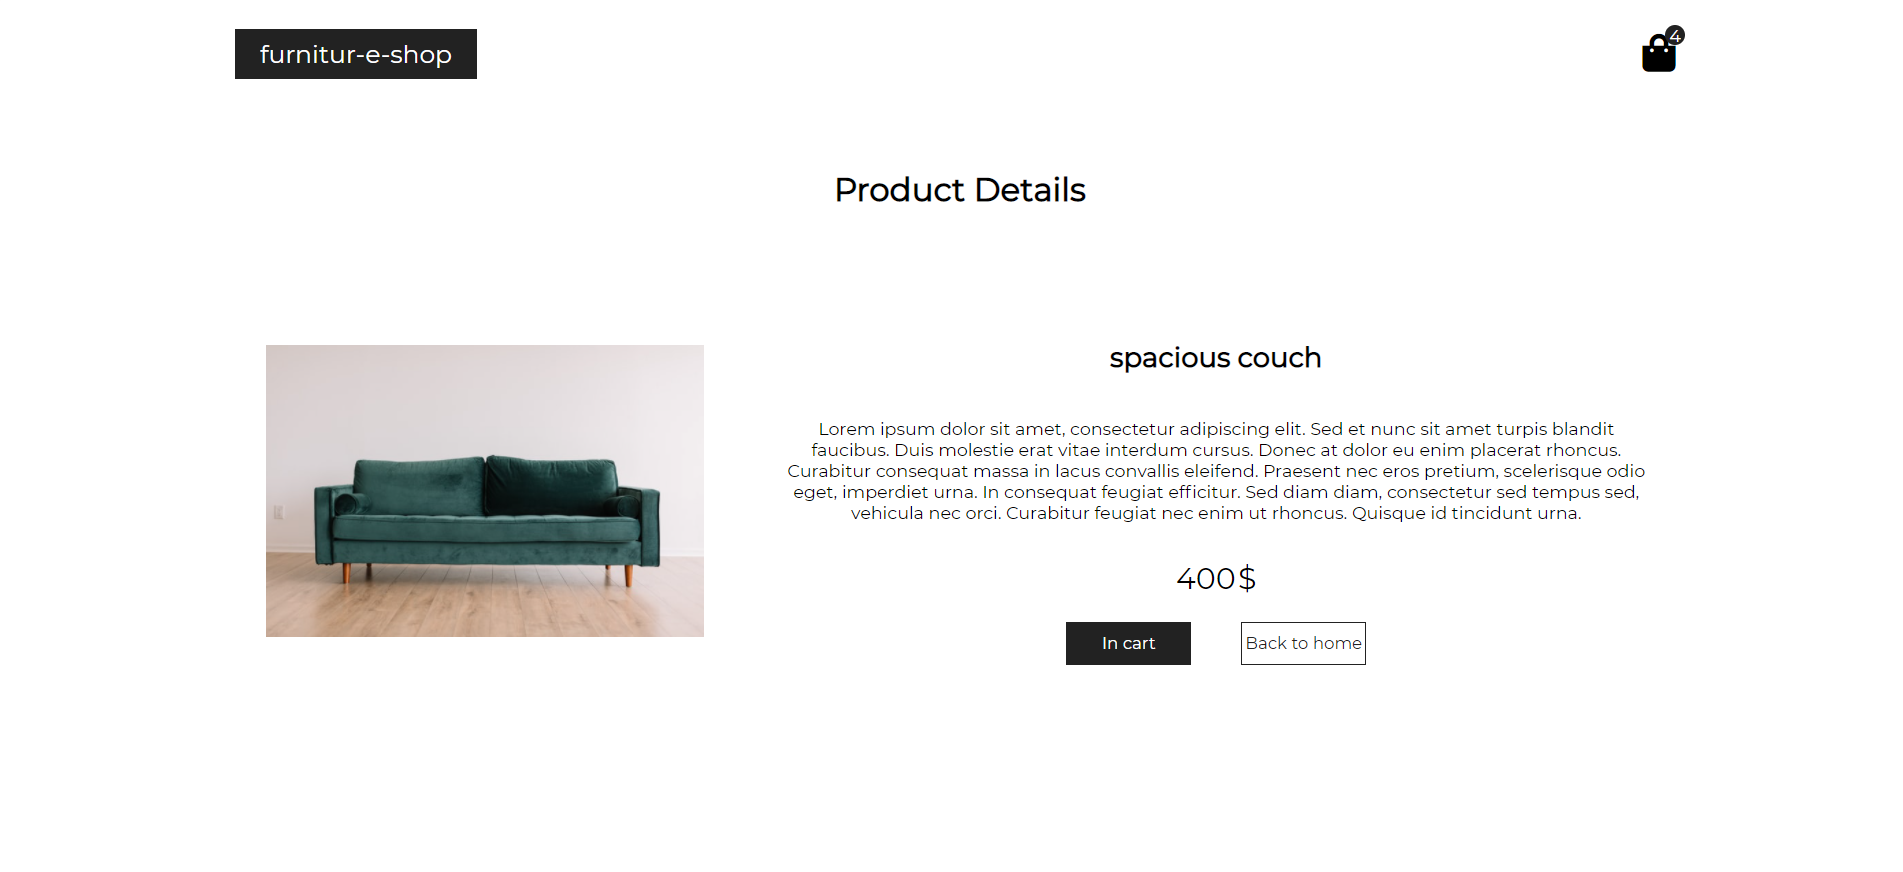 furnitur-e-shop
4
Product Details
spacious couch
Lorem ipsum dolor sit amet, consectetur adipiscing elit. Sed et nunc sit amet turpis blandit
faucibus. Duis molestie erat vitae interdum cursus. Donec at dolor eu enim placerat rhoncus.
Curabitur consequat massa in lacus convallis eleifend. Praesent nec eros pretium, scelerisque odio
eget, imperdiet urna. In consequat feugiat efficitur. Sed diam diam, consectetur sed tempus sed,
vehicula nec orci. Curabitur feugiat nec enim ut rhoncus. Quisque id tincidunt urna.
400$
In cart
Back to home